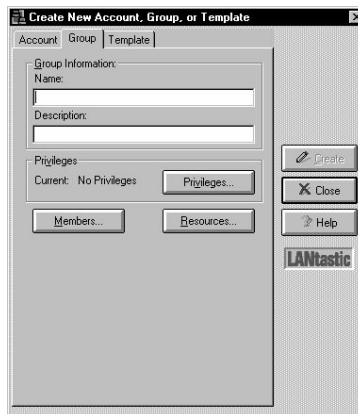 Create New Account, Group, or Template
Account Group Template
Group Information:
Name:
Description:
Privileges
Current: No Privileges Privileges...
Members... Resources...
Create
Close
Help
LANtastic